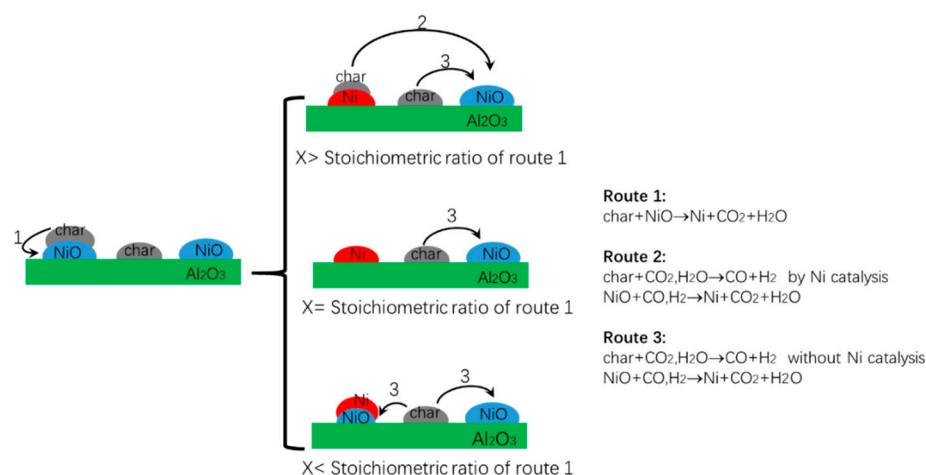 2
3
char
Ni
char
NiO
Al2O3
X> Stoichiometric ratio of route 1
1
char
NiO
char
NiO
Al2O3
3
Ni
char
NiO
Al2O3
X= Stoichiometric ratio of route 1
3
3
Ni
NiO
char
NiO
Al2O3
X< Stoichiometric ratio of route 1
Route 1:
char+NiO→Ni+CO2+H2O
Route 2:
char+CO2,H2O→CO+H2 by Ni catalysis
NiO+CO,H2→Ni+CO2+H2O
Route 3:
char+CO2,H2O→CO+H2 without Ni catalysis
NiO+CO,H2→Ni+CO2+H2O